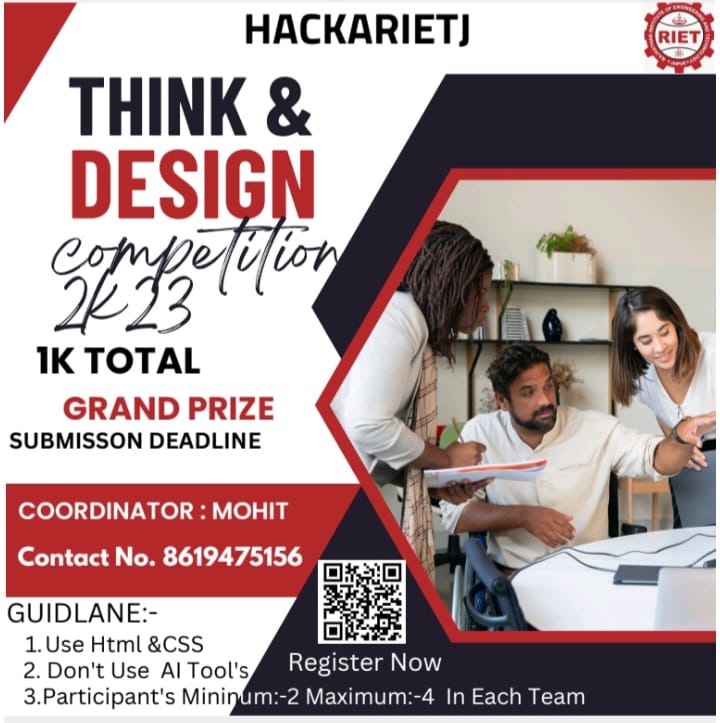 HACKARIETJ
RIET
THINK &
DESIGN
competition
2k23
1K TOTAL
GRAND PRIZE
SUBMISSON DEADLINE
COORDINATOR : MOHIT
Contact No. 8619475156
GUIDLANE:-
1.Use Html &CSS
2. Don't Use AI Tool's
Register Now
3.Participant's Mininum:-2 Maximum:-4 In Each Team